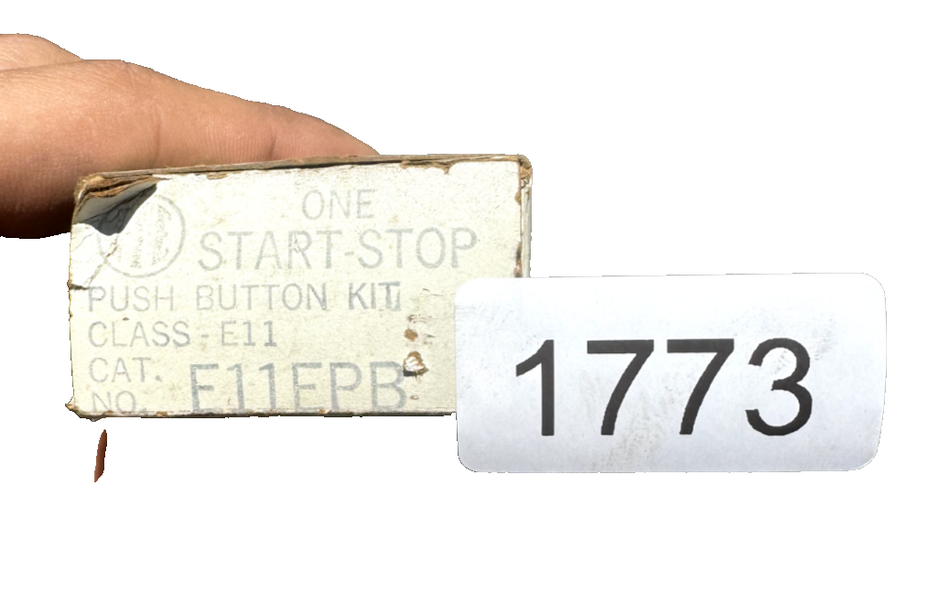 ONE
START-STOP
PUSH BUTTON KIT
CLASS-E11
CAT.
NO. E11EPB
1773